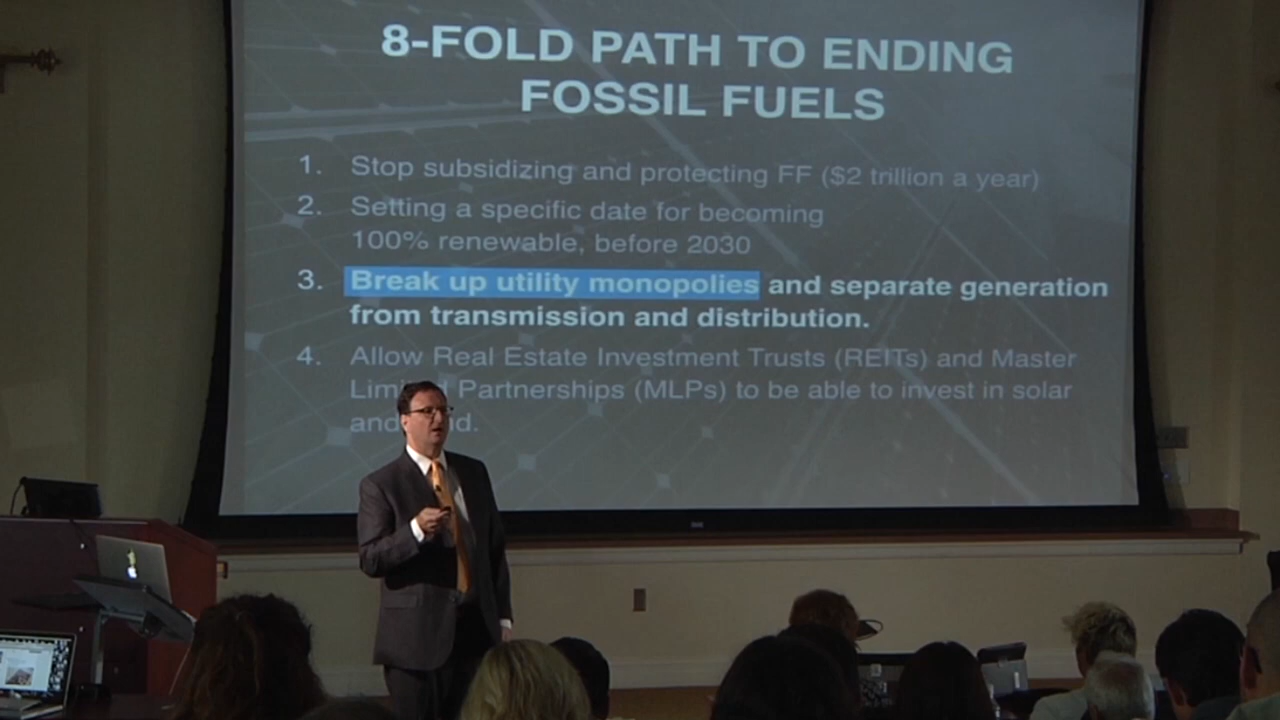 8-FOLD PATH TO ENDING
FOSSIL FUELS
1. Stop subsidizing and protecting FF ($2 trillion a year)
2. Setting a specific date for becoming
100% renewable, before 2030
3. Break up utility monopolies and separate generation
from transmission and distribution.
4. Allow Real Estate Investment Trusts (REITs) and Master
Partnerships (MLPs) to be able to invest in solar